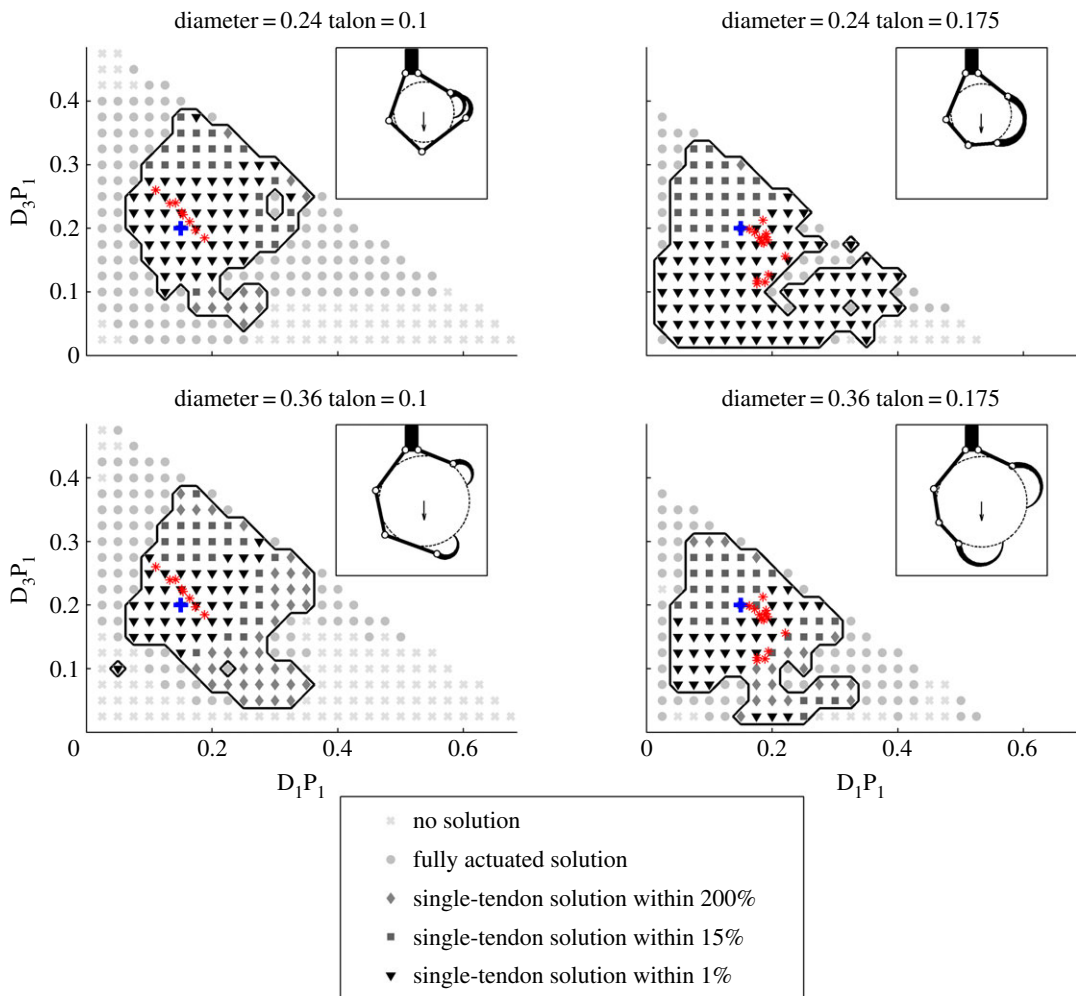 diameter = 0.24 talon = 0.1
diameter = 0.24 talon = 0.175
D3P1
0.4
0.3
0.2
0.1
0
diameter = 0.36 talon = 0.1
diameter = 0.36 talon = 0.175
D3P1
0.4
0.3
0.2
0.1
0 0.2 0.4 0.6
0 0.2 0.4 0.6
D1P1
D1P1
no solution
fully actuated solution
single-tendon solution within 200%
single-tendon solution within 15%
single-tendon solution within 1%